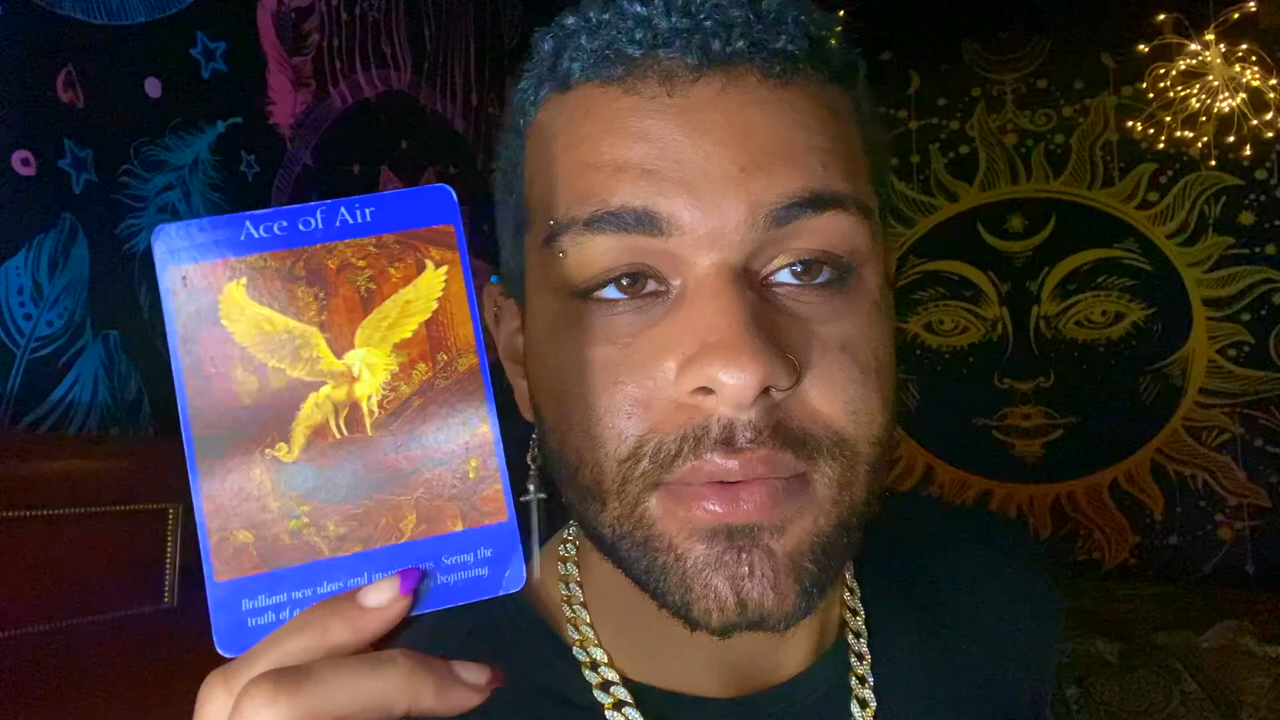 Ace of Air
Brilliant new ideas and inspirations. Seeing the
truth of a beginning